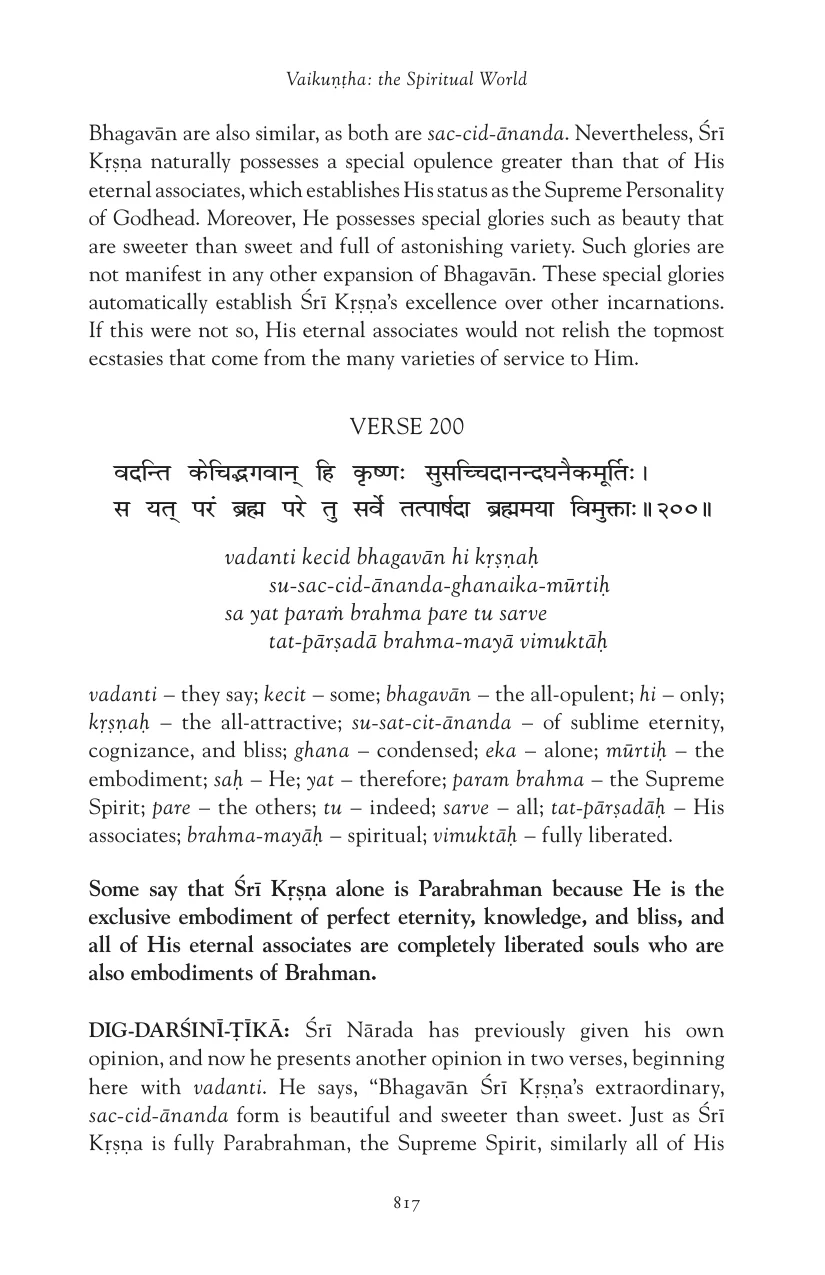 Vaikuṇṭha: the Spiritual World
Bhagavān are also similar, as both are sac-cid-ānanda. Nevertheless, Śrī
Kṛṣṇa naturally possesses a special opulence greater than that of His
eternal associates, which establishes His status as the Supreme Personality
of Godhead. Moreover, He possesses special glories such as beauty that
are sweeter than sweet and full of astonishing variety. Such glories are
not manifest in any other expansion of Bhagavān. These special glories
automatically establish Śrī Kṛṣṇa’s excellence over other incarnations.
If this were not so, His eternal associates would not relish the topmost
ecstasies that come from the many varieties of service to Him.
VERSE 200
वदन्ति केचिद्भगवान् हि कृष्णः सुसच्चिदानन्दघनैकमूर्तिः।
स यत् परं ब्रह्म परे तु सर्वे तत्पार्षदा ब्रह्ममया विमुक्ताः॥२००॥
vadanti kecid bhagavān hi kṛṣṇaḥ
su-sac-cid-ānanda-ghanaika-mūrtiḥ
sa yat paraṁ brahma pare tu sarve
tat-pārṣadā brahma-mayā vimuktāḥ
vadanti – they say; kecit – some; bhagavān – the all-opulent; hi – only;
kṛṣṇaḥ – the all-attractive; su-sat-cit-ānanda – of sublime eternity,
cognizance, and bliss; ghana – condensed; eka – alone; mūrtiḥ – the
embodiment; saḥ – He; yat – therefore; param brahma – the Supreme
Spirit; pare – the others; tu – indeed; sarve – all; tat-pārṣadāḥ – His
associates; brahma-mayāḥ – spiritual; vimuktāḥ – fully liberated.
Some say that Śrī Kṛṣṇa alone is Parabrahman because He is the
exclusive embodiment of perfect eternity, knowledge, and bliss, and
all of His eternal associates are completely liberated souls who are
also embodiments of Brahman.
DIG-DARŚINĪ-ṬĪKĀ: Śrī Nārada has previously given his own
opinion, and now he presents another opinion in two verses, beginning
here with vadanti. He says, “Bhagavān Śrī Kṛṣṇa’s extraordinary,
sac-cid-ānanda form is beautiful and sweeter than sweet. Just as Śrī
Kṛṣṇa is fully Parabrahman, the Supreme Spirit, similarly all of His
817